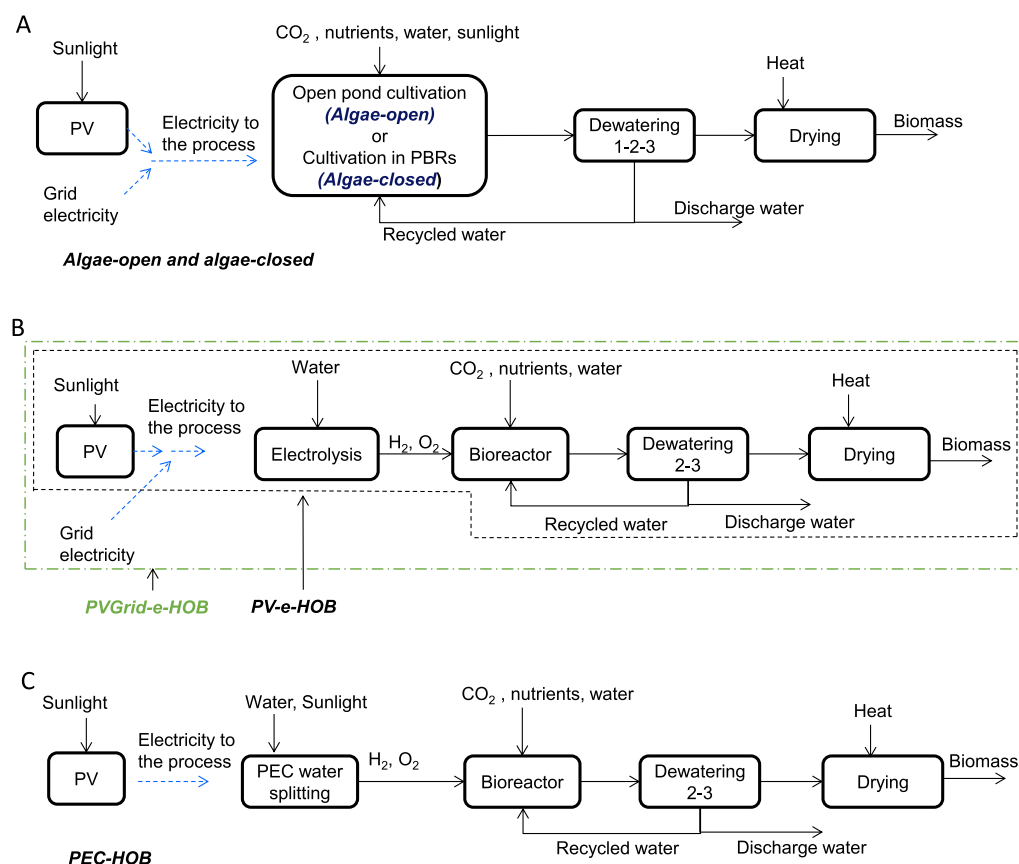 A
CO₂ , nutrients, water, sunlight
Sunlight
Heat
PV
Electricity to
the process
Open pond cultivation
(Algae-open)
or
Cultivation in PBRs
(Algae-closed)
Dewatering
1-2-3
Drying
Biomass
Grid
electricity
Recycled water
Discharge water
Algae-open and algae-closed
B
Water
CO₂ , nutrients, water
Sunlight
Heat
Electricity to
the process
PV
Electrolysis
H₂, O₂
Bioreactor
Dewatering
2-3
Drying
Biomass
Grid
electricity
Recycled water
Discharge water
PVGrid-e-HOB
PV-e-HOB
C
Sunlight
Water, Sunlight
CO₂ , nutrients, water
Heat
Electricity to
the process
PV
PEC water
splitting
H₂, O₂
Bioreactor
Dewatering
2-3
Drying
Biomass
Recycled water
Discharge water
PEC-HOB